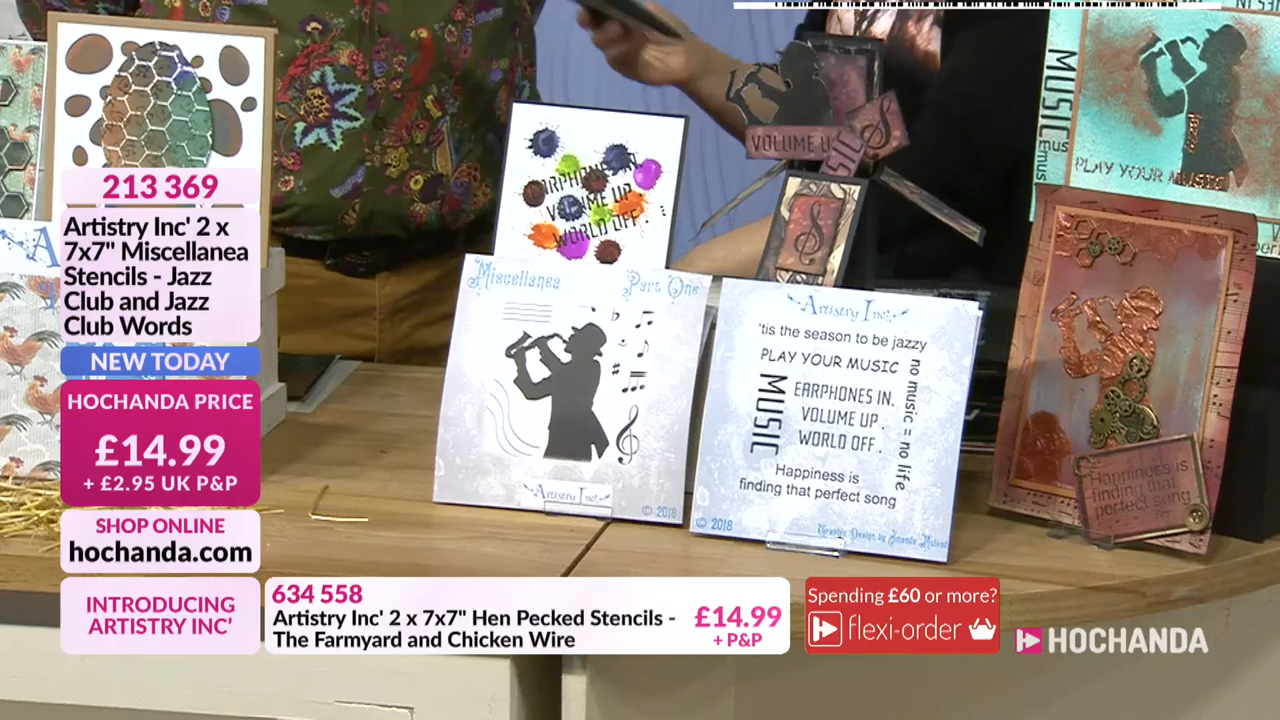 213 369
Artistry Inc' 2 x
7x7" Miscellanea
Stencils - Jazz
Club and Jazz
Club Words
NEW TODAY
HOCHANDA PRICE
£14.99
+ £2.95 UK P&P
SHOP ONLINE
hochanda.com
INTRODUCING
ARTISTRY INC'
634 558
Artistry Inc' 2 x 7x7" Hen Pecked Stencils -
The Farmyard and Chicken Wire
£14.99
+ P&P
Spending £60 or more?
flexi-order
HOCHANDA
EARPHONES IN
VOLUME UP
WORLD OFF
Miscellanea Part One
Artistry Inc'
© 2018
VOLUME U
Artistry Inc'
'tis the season to be jazzy
PLAY YOUR MUSIC
MUSIC
EARPHONES IN.
VOLUME UP.
WORLD OFF.
no music = no life
Happiness is
finding that perfect song
© 2018
MUSIC
PLAY YOUR MUSIC
Happiness is
finding that
perfect song